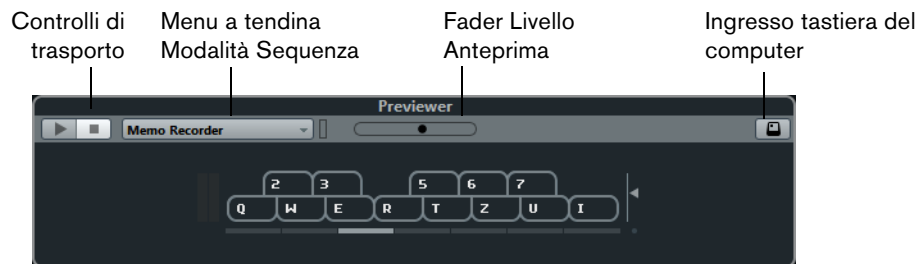 Controlli di trasporto
Menu a tendina Modalità Sequenza
Fader Livello Anteprima
Ingresso tastiera del computer
Previewer
Memo Recorder
2 3 5 6 7
Q W E R T Z U I